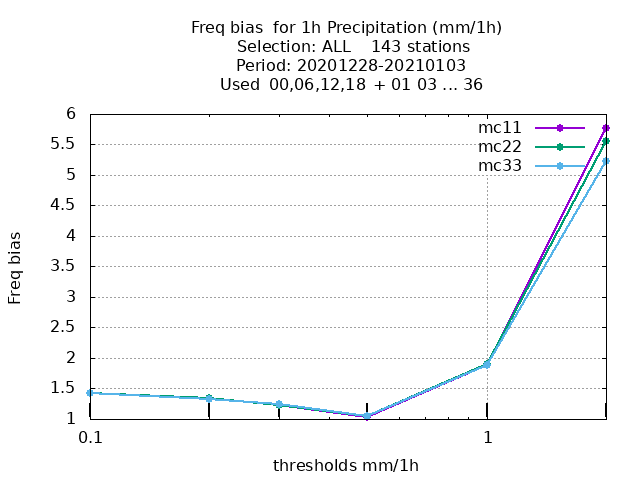 Freq bias  for 1h Precipitation (mm/1h)
Selection: ALL    143 stations
Period: 20201228-20210103
Used  00,06,12,18  + 01 03 ... 36
mc11
mc22
mc33
6
5.5
5
4.5
4
3.5
3
2.5
2
1.5
1
Freq bias
0.1
1
thresholds mm/1h